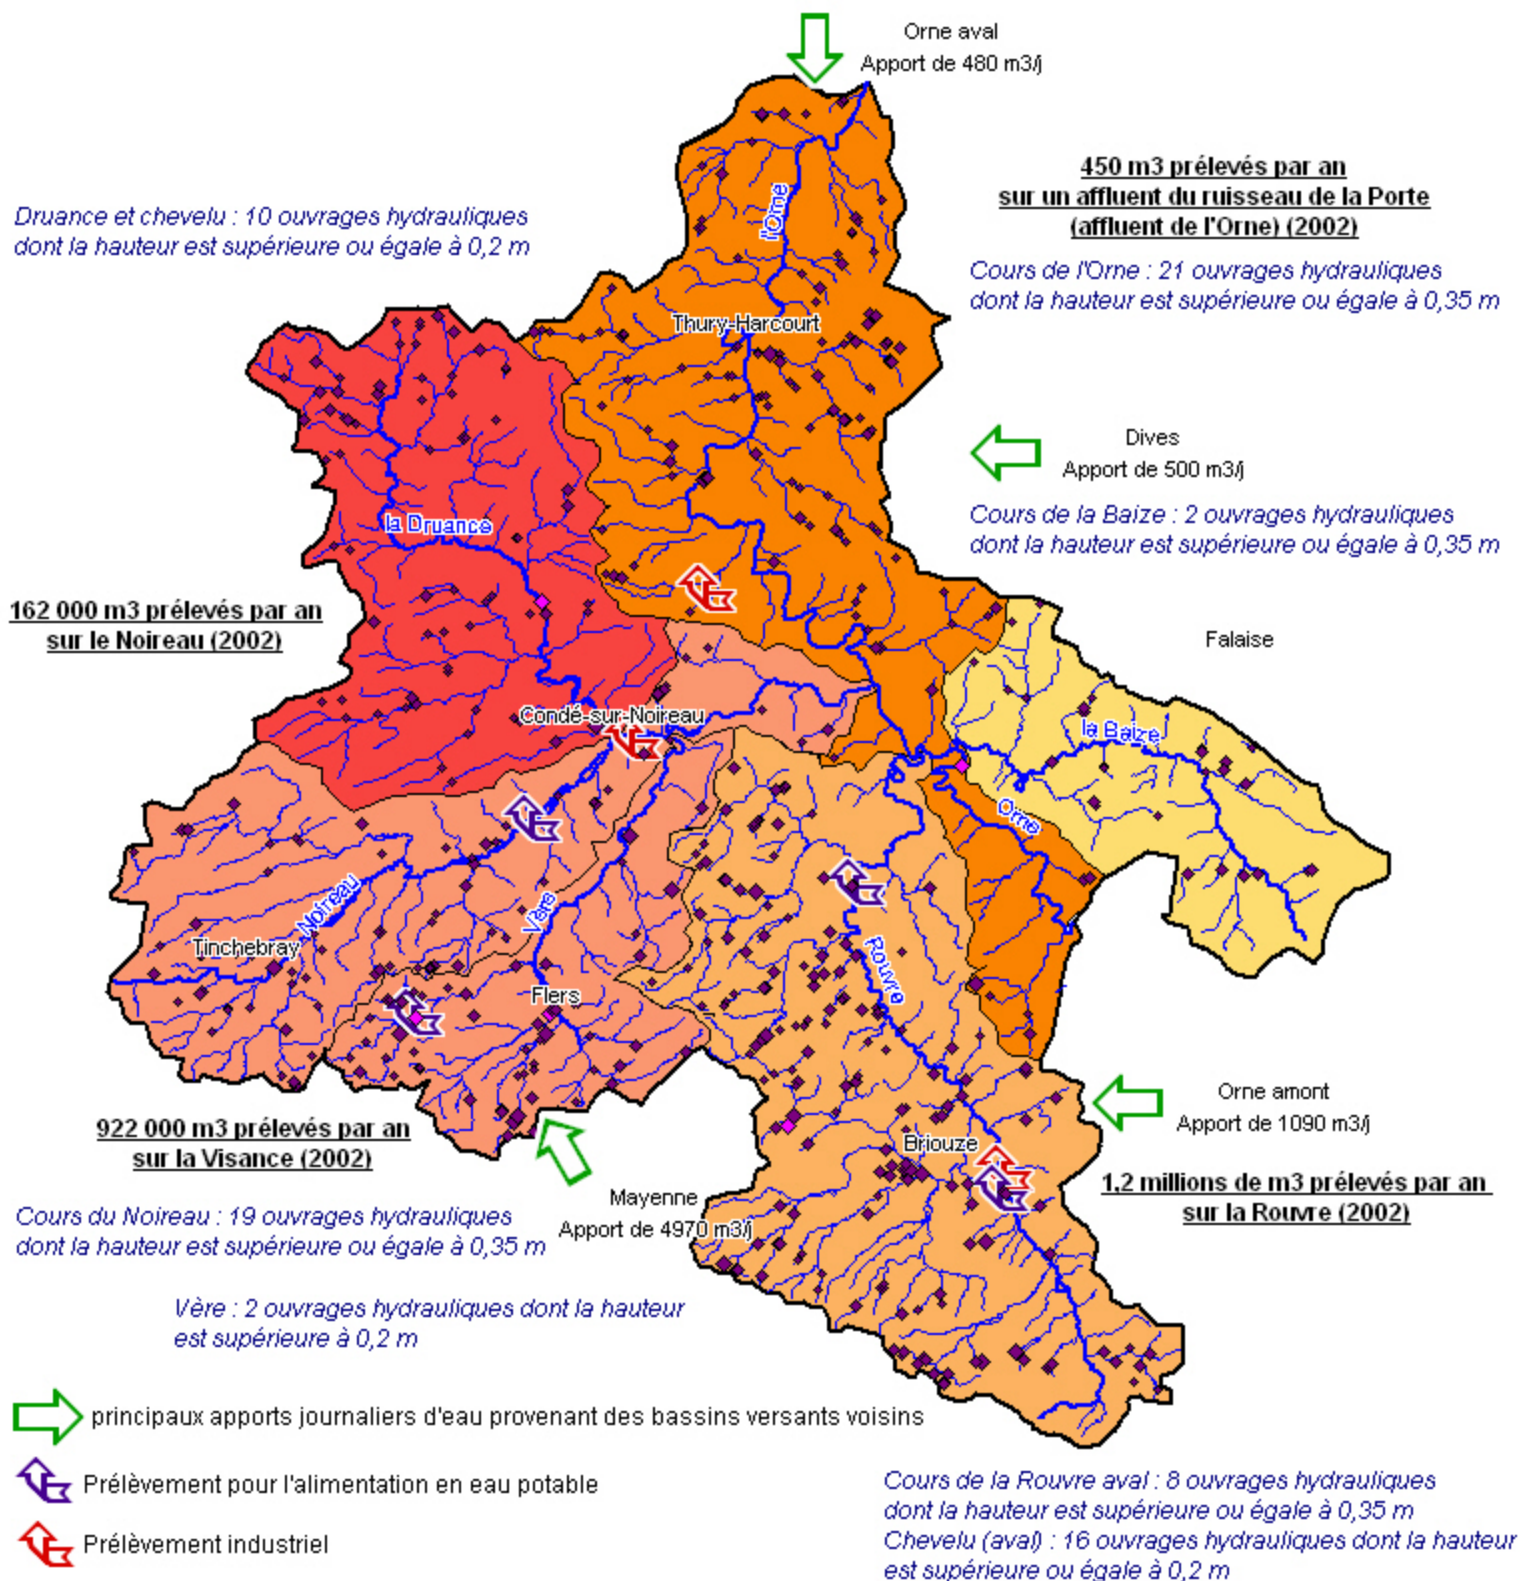 Orne aval
Apport de 480 m3/j
450 m3 prélevés par an
sur un affluent du ruisseau de la Porte
(affluent de l'Orne) (2002)
Druance et chevelu : 10 ouvrages hydrauliques
dont la hauteur est supérieure ou égale à 0,2 m
l'Orne
Cours de l'Orne : 21 ouvrages hydrauliques
dont la hauteur est supérieure ou égale à 0,35 m
Thury-Harcourt
Dives
Apport de 500 m3/j
la Druance
Cours de la Baize : 2 ouvrages hydrauliques
dont la hauteur est supérieure ou égale à 0,35 m
162 000 m3 prélevés par an
sur le Noireau (2002)
Falaise
Condé-sur-Noireau
la Baize
Orne
Noireau
Vère
Tinchebray
Rouvre
Flers
Orne amont
Apport de 1090 m3/j
922 000 m3 prélevés par an
sur la Visance (2002)
Briouze
1,2 millions de m3 prélevés par an
sur la Rouvre (2002)
Mayenne
Apport de 4970 m3/j
Cours du Noireau : 19 ouvrages hydrauliques
dont la hauteur est supérieure ou égale à 0,35 m
Vère : 2 ouvrages hydrauliques dont la hauteur
est supérieure à 0,2 m
principaux apports journaliers d'eau provenant des bassins versants voisins
Prélèvement pour l'alimentation en eau potable
Prélèvement industriel
Cours de la Rouvre aval : 8 ouvrages hydrauliques
dont la hauteur est supérieure ou égale à 0,35 m
Chevelu (aval) : 16 ouvrages hydrauliques dont la hauteur
est supérieure ou égale à 0,2 m